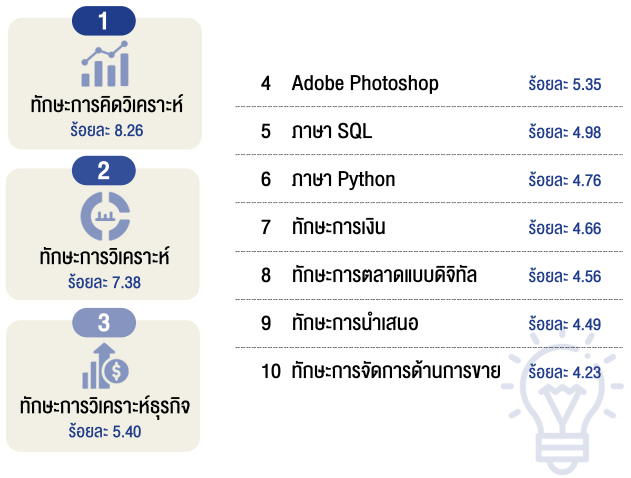 1
ทักษะการคิดวิเคราะห์
ร้อยละ 8.26
2
ทักษะการวิเคราะห์
ร้อยละ 7.38
3
ทักษะการวิเคราะห์ธุรกิจ
ร้อยละ 5.40
4 Adobe Photoshop ร้อยละ 5.35
5 ภาษา SQL ร้อยละ 4.98
6 ภาษา Python ร้อยละ 4.76
7 ทักษะการเงิน ร้อยละ 4.66
8 ทักษะการตลาดแบบดิจิทัล ร้อยละ 4.56
9 ทักษะการนำเสนอ ร้อยละ 4.49
10 ทักษะการจัดการด้านการขาย ร้อยละ 4.23